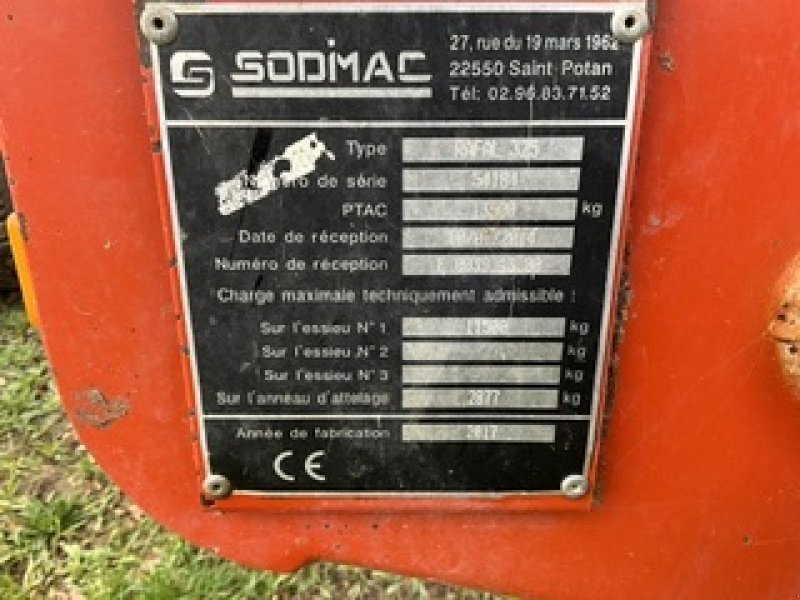 SODIMAC
27, rue du 19 mars 1962
22550 Saint-Potan
Tél: 02.96.83.71.52
Type RAFAL
de série
PTAC kg
Date de réception
Numéro de réception
Charge maximale techniquement admissible :
Sur l'essieu N° 1 11500 kg
Sur l'essieu N° 2 kg
Sur l'essieu N° 3 kg
Sur l'anneau d'attelage 2877 kg
Année de fabrication 2017
CE